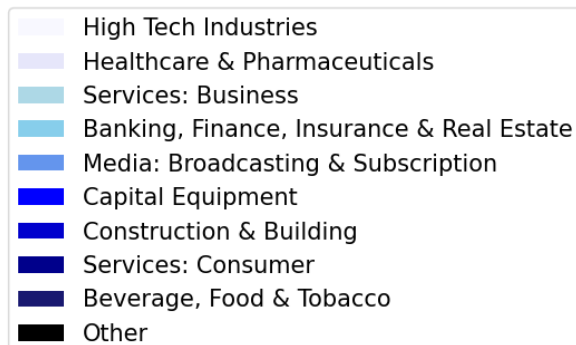 High Tech Industries
Healthcare & Pharmaceuticals
Services: Business
Banking, Finance, Insurance & Real Estate
Media: Broadcasting & Subscription
Capital Equipment
Construction & Building
Services: Consumer
Beverage, Food & Tobacco
Other